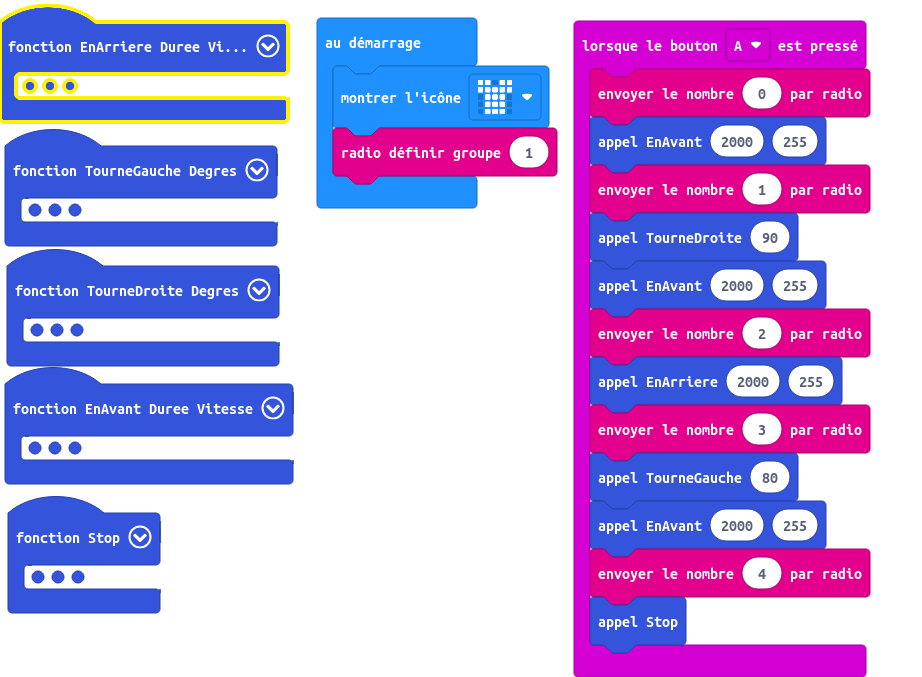 fonction EnArriere Duree Vi...
fonction TourneGauche Degres
fonction TourneDroite Degres
fonction EnAvant Duree Vitesse
fonction Stop
au démarrage
montrer l'icône
radio définir groupe 1
lorsque le bouton A est pressé
envoyer le nombre 0 par radio
appel EnAvant 2000 255
envoyer le nombre 1 par radio
appel TourneDroite 90
appel EnAvant 2000 255
envoyer le nombre 2 par radio
appel EnArriere 2000 255
envoyer le nombre 3 par radio
appel TourneGauche 80
appel EnAvant 2000 255
envoyer le nombre 4 par radio
appel Stop